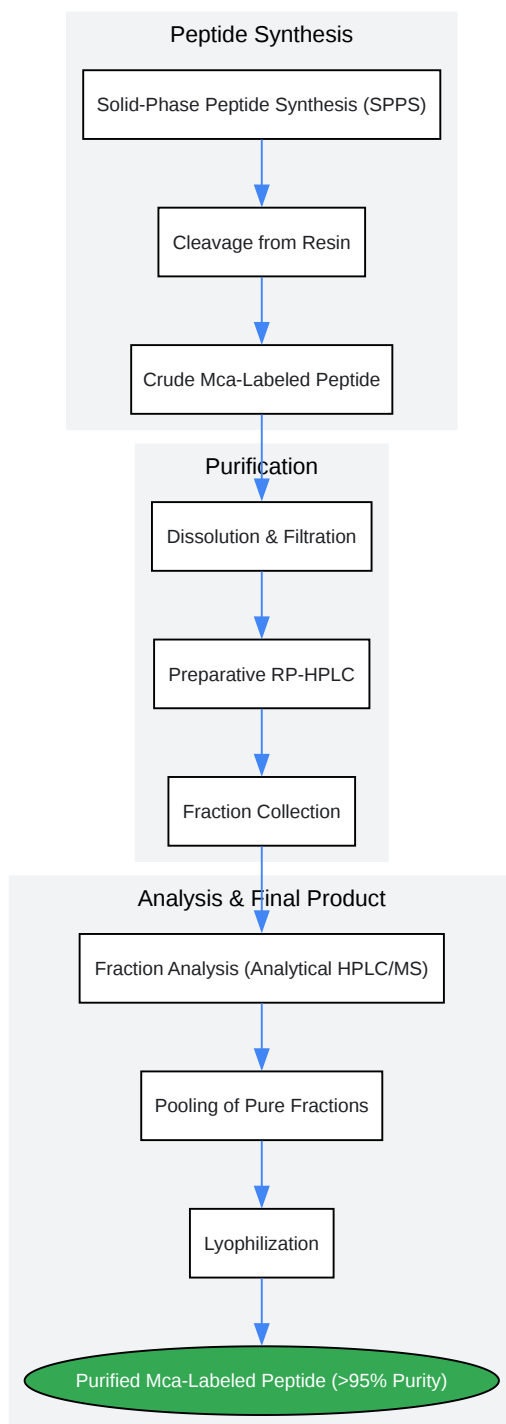 Peptide Synthesis
Solid-Phase Peptide Synthesis (SPPS)
Cleavage from Resin
Crude Mca-Labeled Peptide
Purification
Dissolution & Filtration
Preparative RP-HPLC
Fraction Collection
Analysis & Final Product
Fraction Analysis (Analytical HPLC/MS)
Pooling of Pure Fractions
Lyophilization
Purified Mca-Labeled Peptide (>95% Purity)